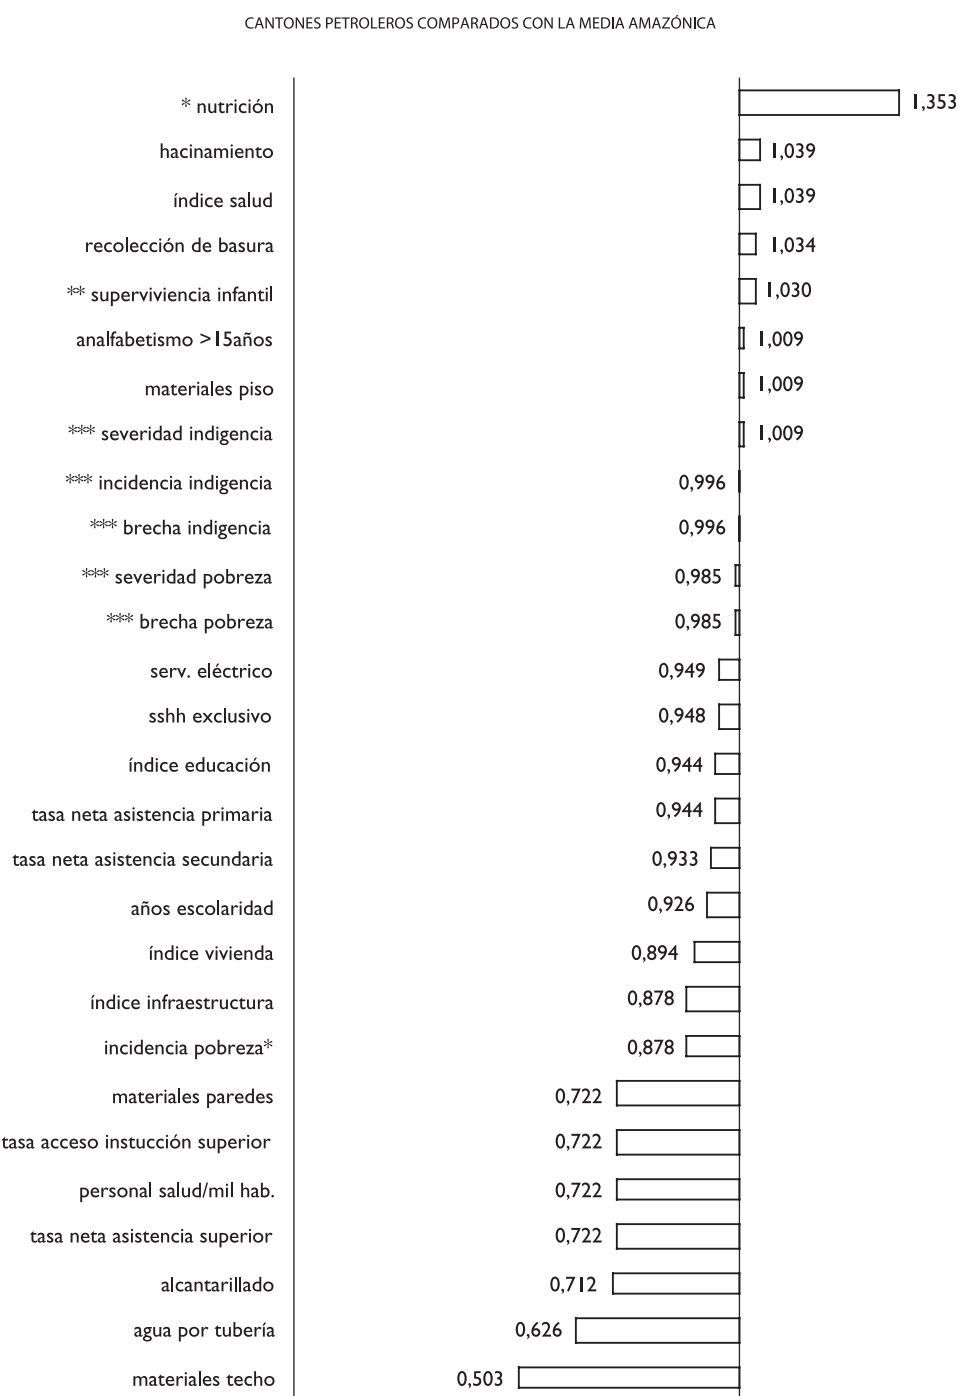 CANTONES PETROLEROS COMPARADOS CON LA MEDIA AMAZÓNICA
* nutrición 1,353
hacinamiento 1,039
índice salud 1,039
recolección de basura 1,034
** superviviencia infantil 1,030
analfabetismo >15años 1,009
materiales piso 1,009
*** severidad indigencia 1,009
*** incidencia indigencia 0,996
*** brecha indigencia 0,996
*** severidad pobreza 0,985
*** brecha pobreza 0,985
serv. eléctrico 0,949
sshh exclusivo 0,948
índice educación 0,944
tasa neta asistencia primaria 0,944
tasa neta asistencia secundaria 0,933
años escolaridad 0,926
índice vivienda 0,894
índice infraestructura 0,878
incidencia pobreza* 0,878
materiales paredes 0,722
tasa acceso instucción superior 0,722
personal salud/mil hab. 0,722
tasa neta asistencia superior 0,722
alcantarillado 0,712
agua por tubería 0,626
materiales techo 0,503